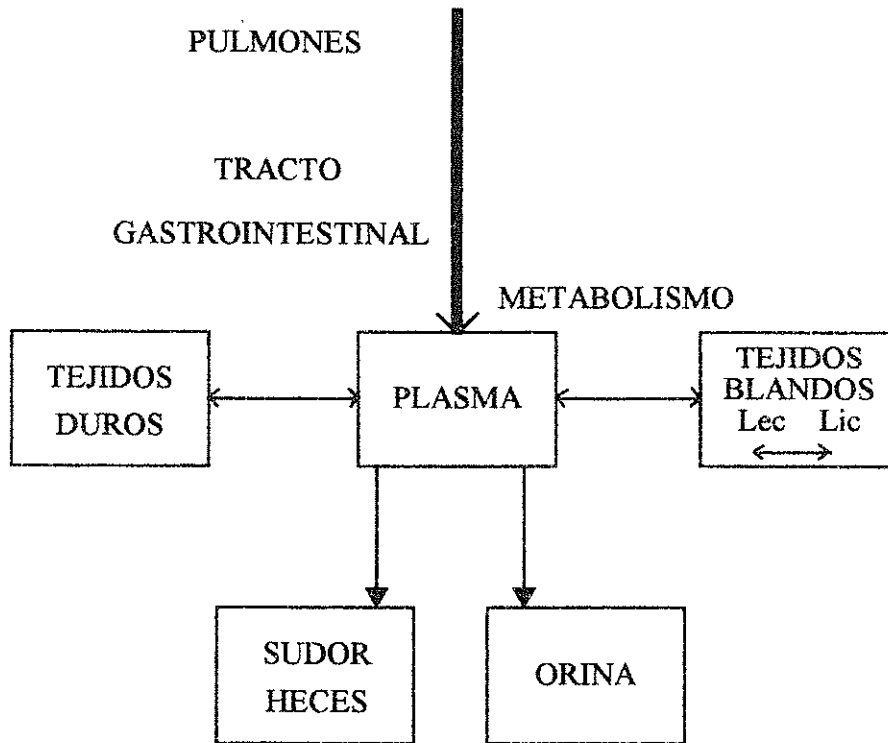 PULMONES
TRACTO
GASTROINTESTINAL
METABOLISMO
TEJIDOS
DUROS
PLASMA
TEJIDOS
BLANDOS
Lec Lic
SUDOR
HECES
ORINA